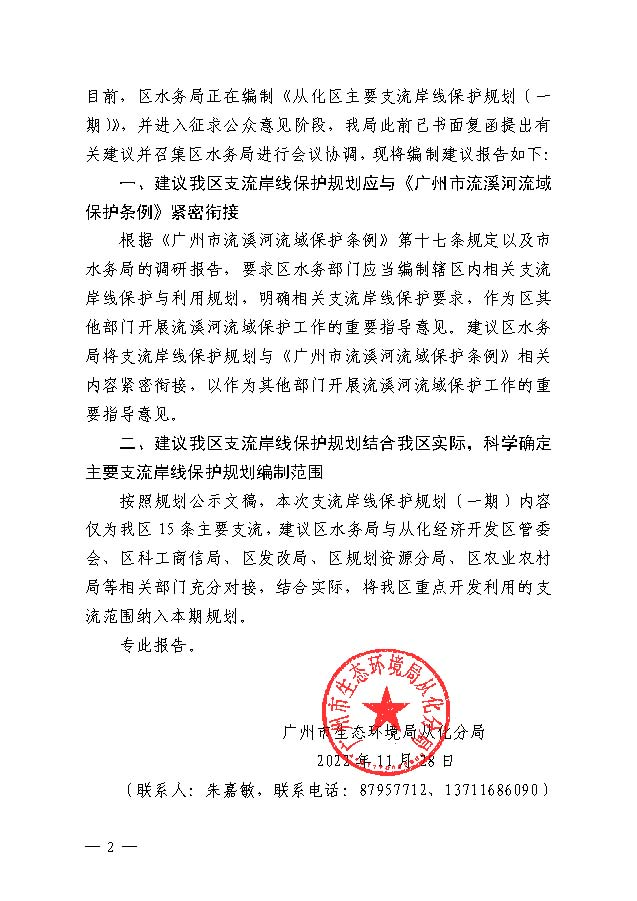 目前，区水务局正在编制《从化区主要支流岸线保护规划（一
期）》，并进入征求公众意见阶段，我局此前已书面复函提出有
关建议并召集区水务局进行会议协调，现将编制建议报告如下：
一、建议我区支流岸线保护规划应与《广州市流溪河流域
保护条例》紧密衔接
根据《广州市流溪河流域保护条例》第十七条规定以及市
水务局的调研报告，要求区水务部门应当编制辖区内相关支流
岸线保护与利用规划，明确相关支流岸线保护要求，作为区其
他部门开展流溪河流域保护工作的重要指导意见。建议区水务
局将支流岸线保护规划与《广州市流溪河流域保护条例》相关
内容紧密衔接，以作为其他部门开展流溪河流域保护工作的重
要指导意见。
二、建议我区支流岸线保护规划结合我区实际，科学确定
主要支流岸线保护规划编制范围
按照规划公示文稿，本次支流岸线保护规划（一期）内容
仅为我区 15 条主要支流，建议区水务局与从化经济开发区管委
会、区科工商信局、区发改局、区规划资源分局、区农业农村
局等相关部门充分对接，结合实际，将我区重点开发利用的支
流范围纳入本期规划。
专此报告。
广州市生态环境局从化分局
广州市生态环境局从化分局
2022 年 11 月 28 日
（联系人：朱嘉敏，联系电话：87957712、13711686090）
— 2 —